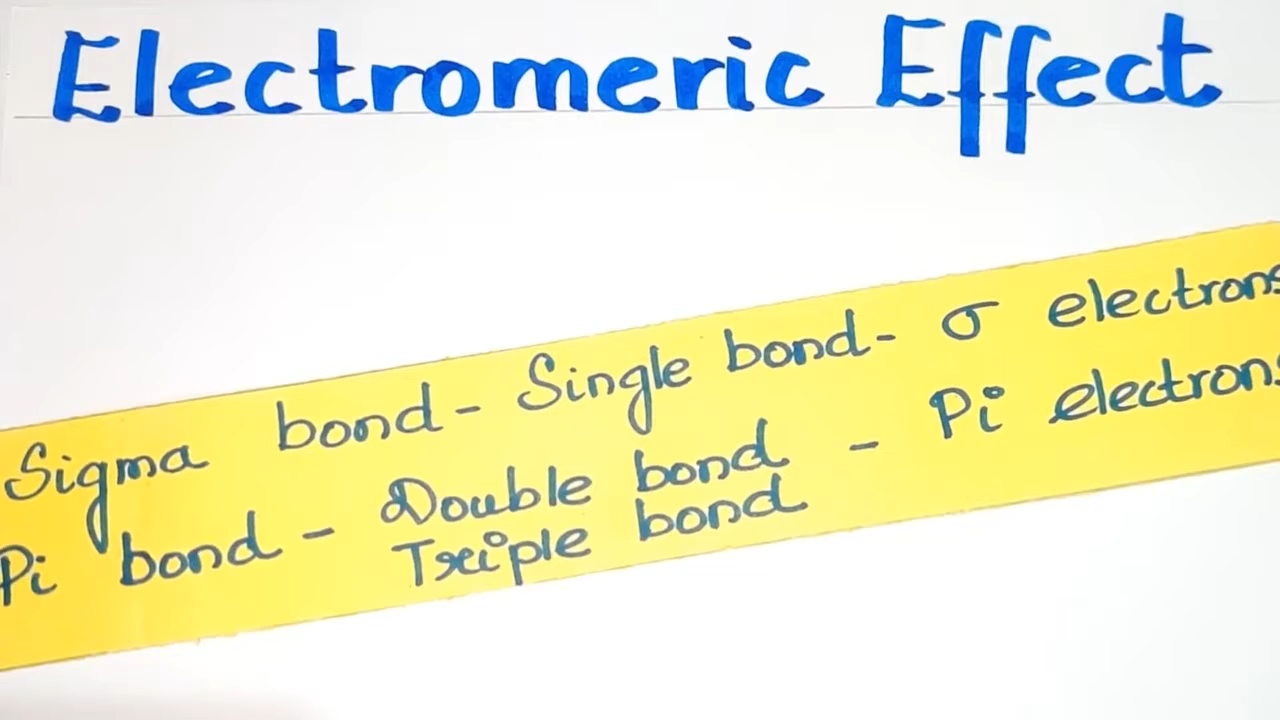 Electromeric Effect
Sigma bond - Single bond - σ electrons
Pi bond - Double bond - Pi electrons
Triple bond